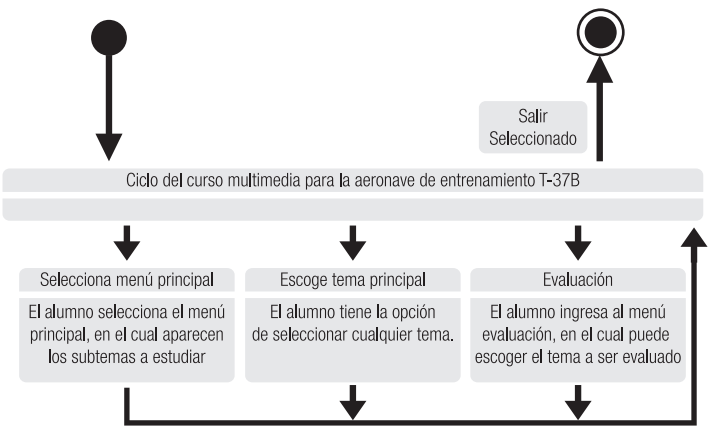 Salir
Seleccionado
Ciclo del curso multimedia para la aeronave de entrenamiento T-37B
Selecciona menú principal
El alumno selecciona el menú
principal, en el cual aparecen
los subtemas a estudiar
Escoge tema principal
El alumno tiene la opción
de seleccionar cualquier tema.
Evaluación
El alumno ingresa al menú
evaluación, en el cual puede
escoger el tema a ser evaluado